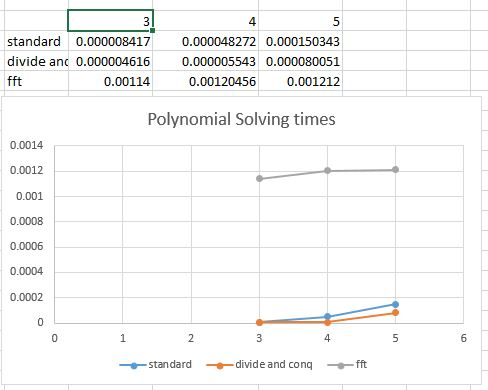 3 4 5
standard 0.000008417 0.000048272 0.000150343
divide and 0.000004616 0.000005543 0.000080051
fft 0.00114 0.00120456 0.001212
Polynomial Solving times
0.0014
0.0012
0.001
0.0008
0.0006
0.0004
0.0002
0
0 1 2 3 4 5 6
standard divide and conq fft